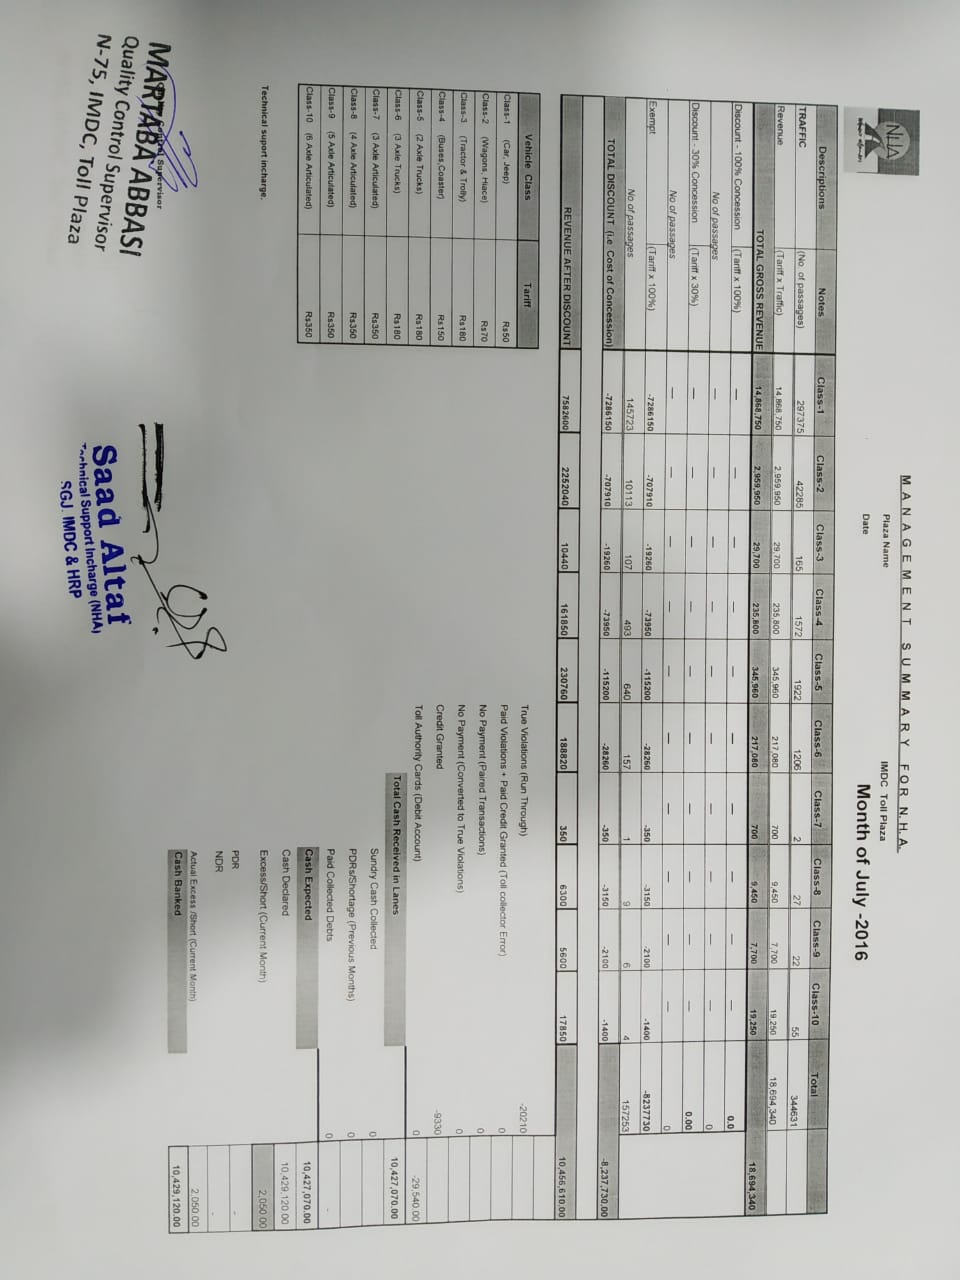 NHA
MANAGEMENT SUMMARY FOR N.H.A.
Plaza Name IMDC Toll Plaza
Date Month of July -2016
Descriptions Notes Class-1 Class-2 Class-3 Class-4 Class-5 Class-6 Class-7 Class-8 Class-9 Class-10 Total
TRAFFIC (No. of passages) 297375 42285 165 1572 1922 1206 2 27 22 55 344631
Revenue (Tariff x Traffic) 14,868,750 2,959,950 29,700 235,800 345,960 217,080 700 9,450 7,700 19,250 18,694,340
TOTAL GROSS REVENUE 14,868,750 2,959,950 29,700 235,800 345,960 217,080 700 9,450 7,700 19,250 18,694,340
Discount - 100% Concession (Tariff x 100%) — — — — — — — — — — 0.0
No of passages — — — — — — — — — — 0
Discount - 30% Concession (Tariff x 30%) — — — — — — — — — — 0.00
No of passages — — — — — — — — — — 0
Exempt (Tariff x 100%) -7286150 -707910 -19260 -73950 -115200 -28260 -350 -3150 -2100 -1400 -8237730
No of passages 145723 10113 107 493 640 157 1 9 6 4 157253
TOTAL DISCOUNT (i.e. Cost of Concession) -7286150 -707910 -19260 -73950 -115200 -28260 -350 -3150 -2100 -1400 -8,237,730.00
REVENUE AFTER DISCOUNT 7582600 2252040 10440 161850 230760 188820 350 6300 5600 17850 10,456,610.00
Vehicle Class Tariff
Class-1 (Car, Jeep) Rs50
Class-2 (Wagons, Hiace) Rs70
Class-3 (Tractor & Trolly) Rs180
Class-4 (Buses,Coaster) Rs150
Class-5 (2 Axle Trucks) Rs180
Class-6 (3 Axle Trucks) Rs180
Class-7 (3 Axle Articulated) Rs350
Class-8 (4 Axle Articulated) Rs350
Class-9 (5 Axle Articulated) Rs350
Class-10 (6 Axle Articulated) Rs350
True Violations (Run Through) -20210
Paid Violations + Paid Credit Granted (Toll collector Error) 0
No Payment (Paired Transactions) 0
No Payment (Converted to True Violations) 0
Credit Granted -9330
Toll Authority Cards (Debit Account) 0 -29,540.00
Total Cash Received in Lanes 10,427,070.00
Sundry Cash Collected 0
PDRs/Shortage (Previous Months) 0
Paid Collected Debts 0 -
Cash Expected 10,427,070.00
Cash Declared 10,429,120.00
Excess/Short (Current Month) 2,050.00
PDR -
NDR -
Actual Excess /Short (Current Month) 2,050.00
Cash Banked 10,429,120.00
Technical suport incharge.
Control Supervisor
MARTABA ABBASI
Quality Control Supervisor
N-75, IMDC, Toll Plaza
Saad Altaf
Technical Support Incharge (NHA)
SGJ. IMDC & HRP